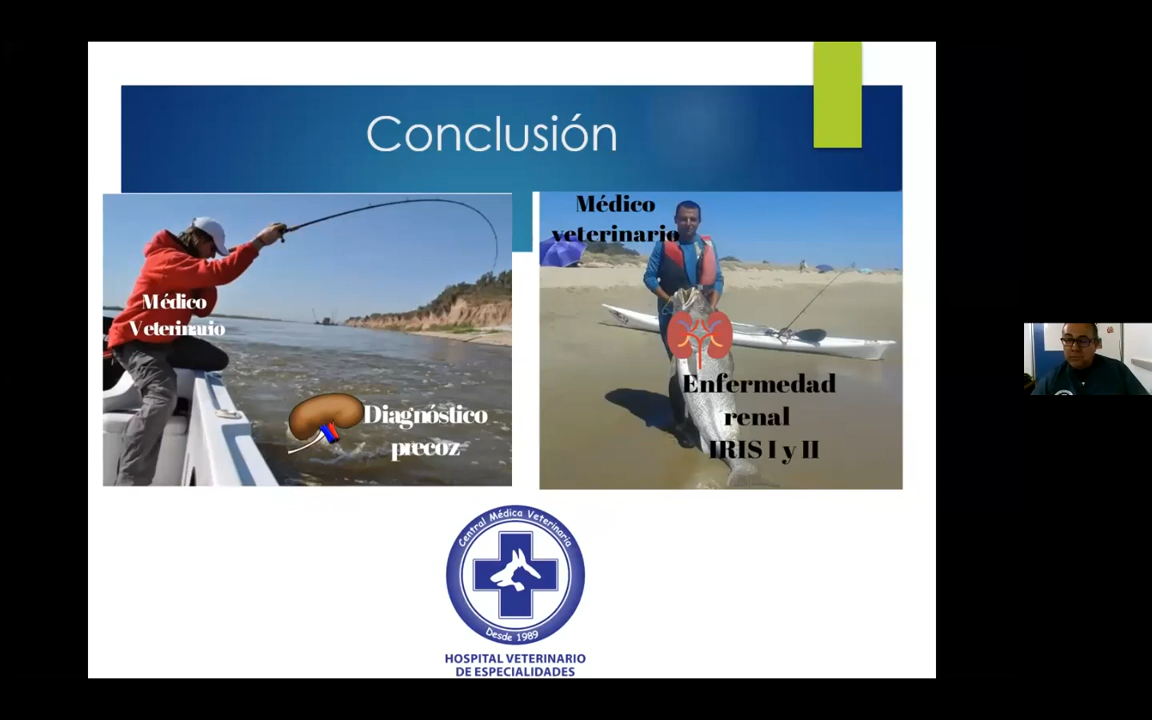 Conclusión
Médico
Veterinario
Diagnóstico
precoz
Médico
veterinario
Enfermedad
renal
IRIS I y II
Central Médica Veterinaria
Desde 1989
HOSPITAL VETERINARIO
DE ESPECIALIDADES